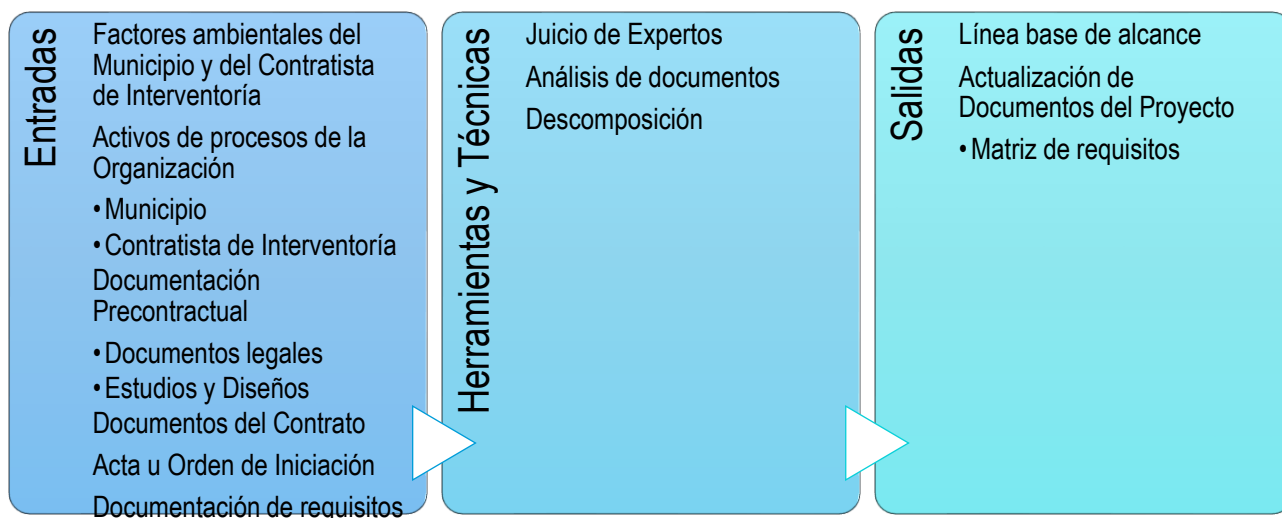 Entradas
Factores ambientales del
Municipio y del Contratista
de Interventoría
Activos de procesos de la
Organización
• Municipio
• Contratista de Interventoría
Documentación
Precontractual
• Documentos legales
• Estudios y Diseños
Documentos del Contrato
Acta u Orden de Iniciación
Documentación de requisitos
Herramientas y Técnicas
Juicio de Expertos
Análisis de documentos
Descomposición
Salidas
Línea base de alcance
Actualización de
Documentos del Proyecto
• Matriz de requisitos